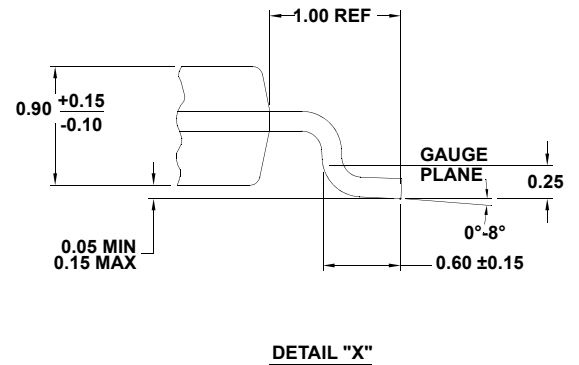 1.00 REF
0.90 +0.15
-0.10
GAUGE
PLANE
0.25
0°-8°
0.05 MIN
0.15 MAX
0.60 ±0.15
DETAIL "X"